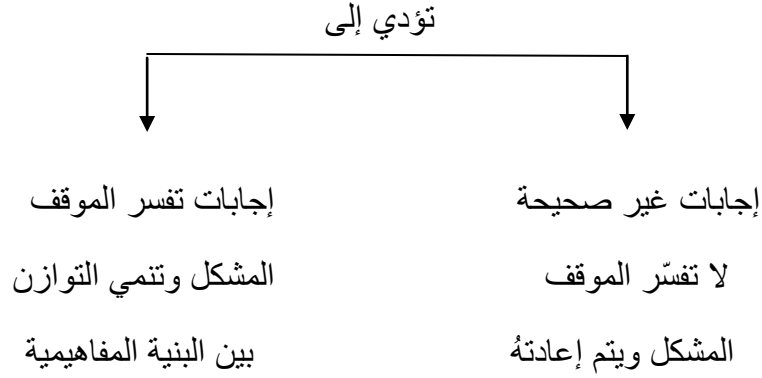 تؤدي إلى
إجابات غير صحيحة
لا تفسّر الموقف
المشكل ويتم إعادتهُ
إجابات تفسر الموقف
المشكل وتنمي التوازن
بين البنية المفاهيمية